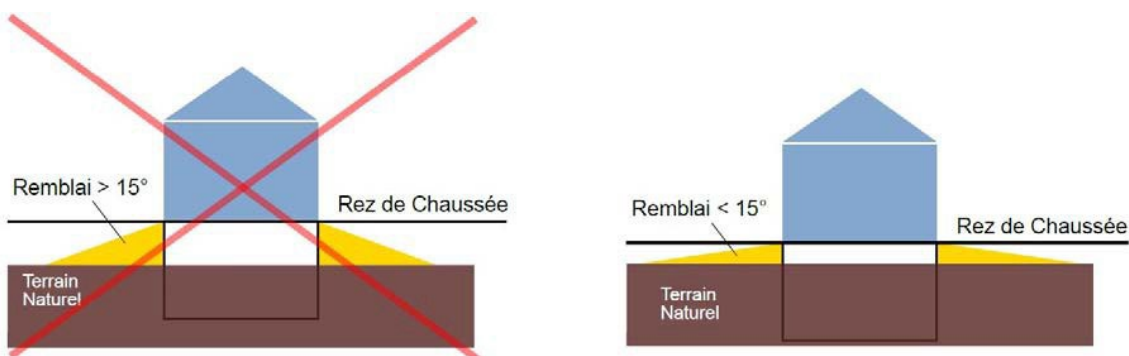 Remblai > 15°
Rez de Chaussée
Terrain
Naturel
Remblai < 15°
Rez de Chaussée
Terrain
Naturel